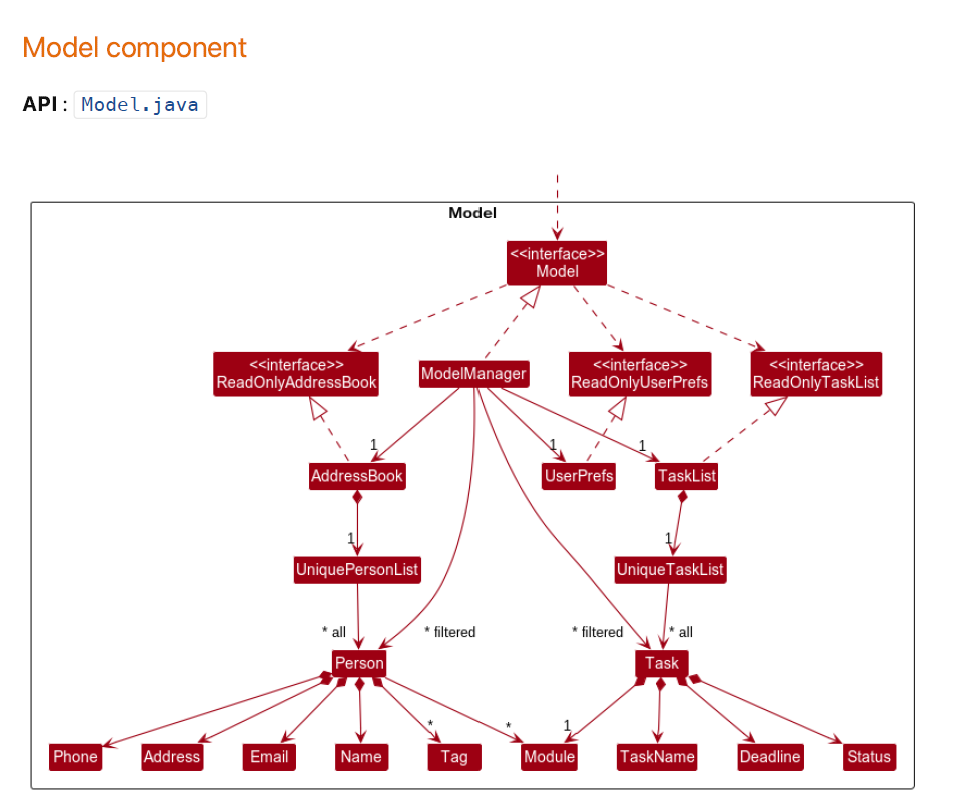 Model component
API : Model.java
Model
<<interface>>
Model
<<interface>>
ReadOnlyAddressBook
ModelManager
<<interface>>
ReadOnlyUserPrefs
<<interface>>
ReadOnlyTaskList
1
1
1
AddressBook
UserPrefs
TaskList
1
1
UniquePersonList
UniqueTaskList
* all
* filtered
* filtered
* all
Person
Task
*
*
1
Phone
Address
Email
Name
Tag
Module
TaskName
Deadline
Status